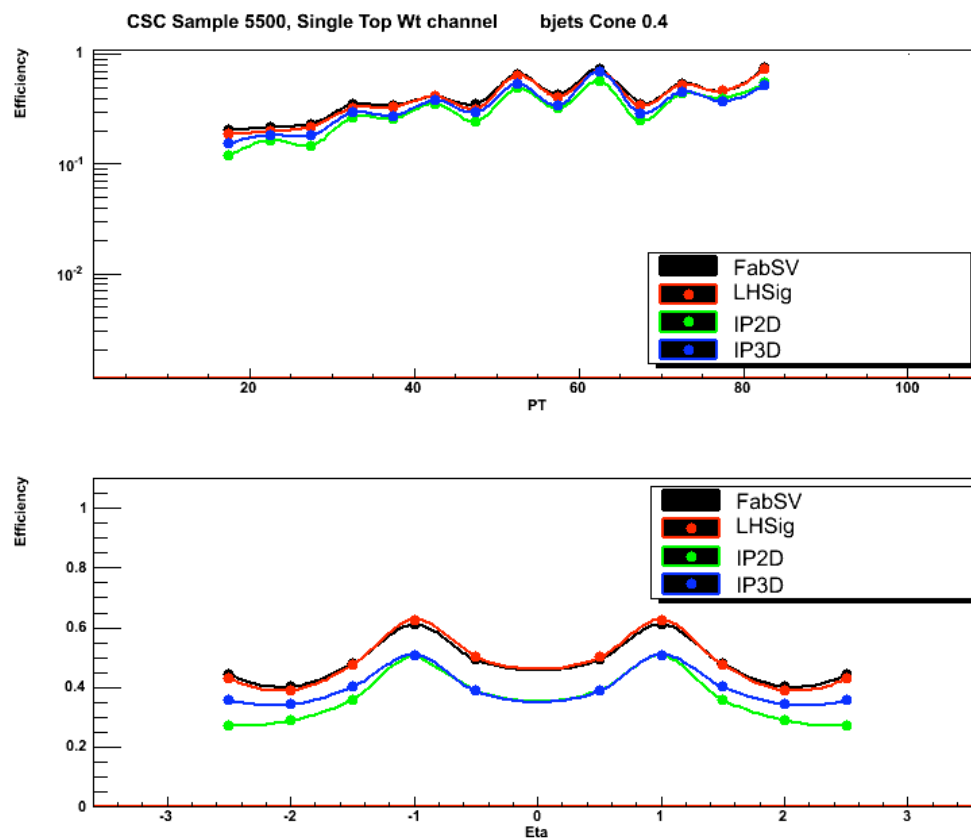 CSC Sample 5500, Single Top Wt channel bjets Cone 0.4
Efficiency
1
10-1
10-2
FabSV
LHSig
IP2D
IP3D
20 40 60 80 100
PT
Efficiency
1
0.8
0.6
0.4
0.2
0
FabSV
LHSig
IP2D
IP3D
-3 -2 -1 0 1 2 3
Eta